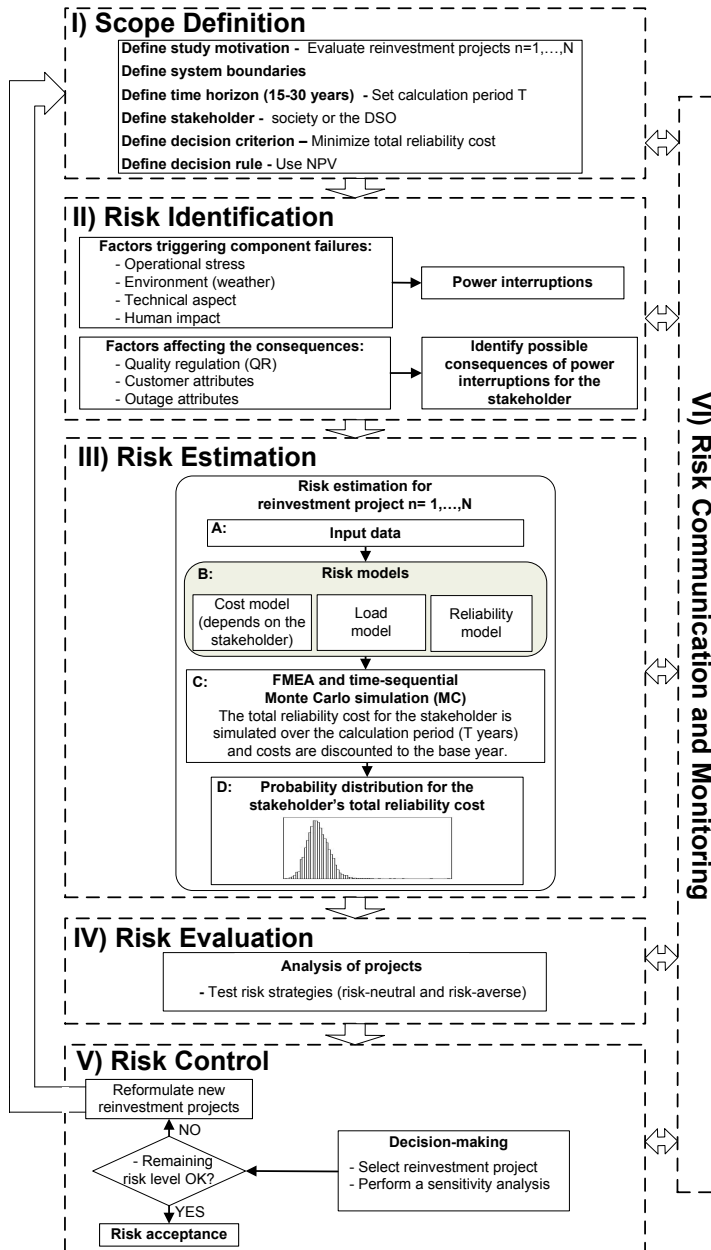 I) Scope Definition
Define study motivation - Evaluate reinvestment projects n=1,…,N
Define system boundaries
Define time horizon (15-30 years) - Set calculation period T
Define stakeholder - society or the DSO
Define decision criterion – Minimize total reliability cost
Define decision rule - Use NPV
II) Risk Identification
Factors triggering component failures:
- Operational stress
- Environment (weather)
- Technical aspect
- Human impact
Power interruptions
Factors affecting the consequences:
- Quality regulation (QR)
- Customer attributes
- Outage attributes
Identify possible
consequences of power
interruptions for the
stakeholder
III) Risk Estimation
Risk estimation for
reinvestment project n= 1,…,N
A:
Input data
B:
Risk models
Cost model
(depends on the
stakeholder)
Load
model
Reliability
model
C:
FMEA and time-sequential
Monte Carlo simulation (MC)
The total reliability cost for the stakeholder is
simulated over the calculation period (T years)
and costs are discounted to the base year.
D:
Probability distribution for the
stakeholder's total reliability cost
IV) Risk Evaluation
Analysis of projects
- Test risk strategies (risk-neutral and risk-averse)
V) Risk Control
Reformulate new
reinvestment projects
NO
- Remaining
risk level OK?
YES
Risk acceptance
Decision-making
- Select reinvestment project
- Perform a sensitivity analysis
VI) Risk Communication and Monitoring